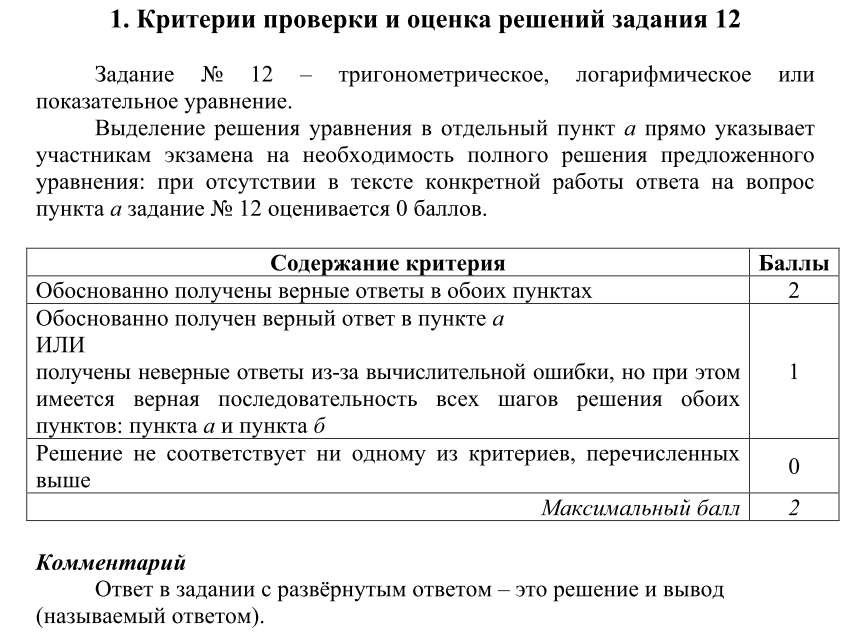 1. Критерии проверки и оценка решений задания 12
Задание № 12 – тригонометрическое, логарифмическое или
показательное уравнение.
Выделение решения уравнения в отдельный пункт а прямо указывает
участникам экзамена на необходимость полного решения предложенного
уравнения: при отсутствии в тексте конкретной работы ответа на вопрос
пункта а задание № 12 оценивается 0 баллов.
Содержание критерия Баллы
Обоснованно получены верные ответы в обоих пунктах 2
Обоснованно получен верный ответ в пункте а
ИЛИ
получены неверные ответы из-за вычислительной ошибки, но при этом 1
имеется верная последовательность всех шагов решения обоих
пунктов: пункта а и пункта б
Решение не соответствует ни одному из критериев, перечисленных
выше 0
Максимальный балл 2
Комментарий
Ответ в задании с развёрнутым ответом – это решение и вывод
(называемый ответом).